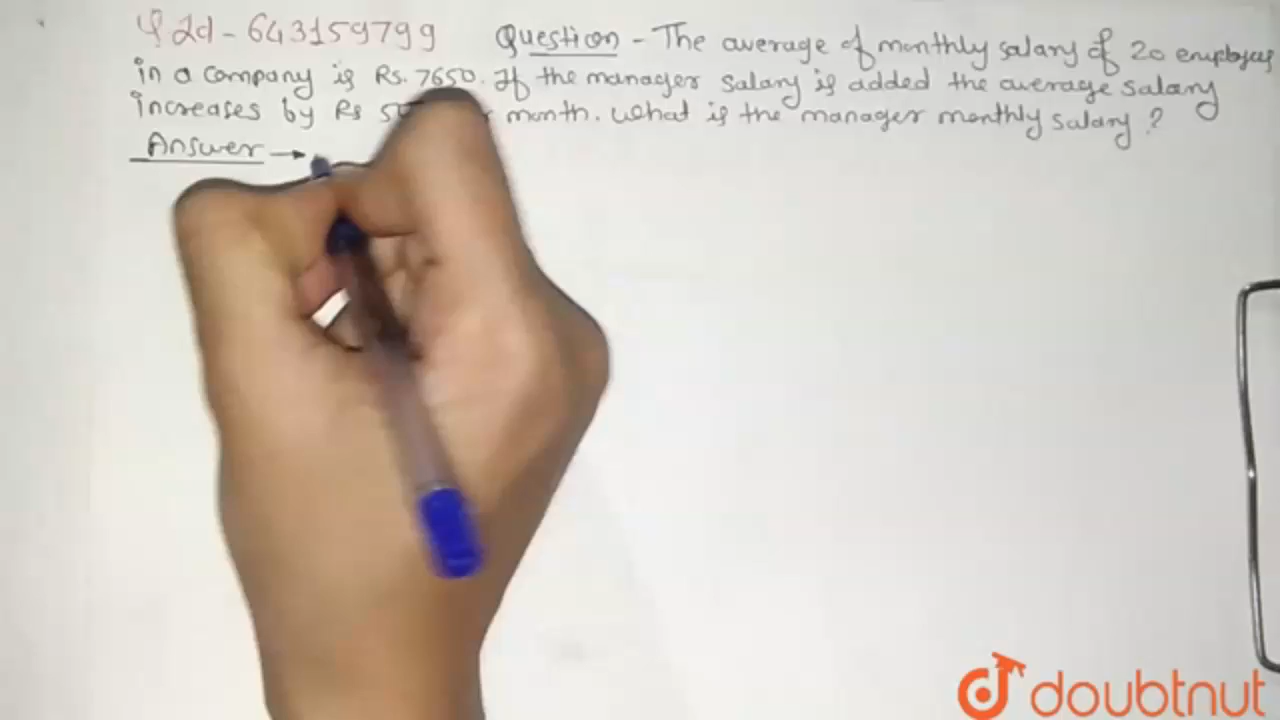 Q Id - 643159799 Question - The average of monthly salary of 20 employees
in a company is Rs. 7650. If the manager salary is added the average salary
increases by Rs month. What is the manager monthly salary ?
Answer →
doubtnut